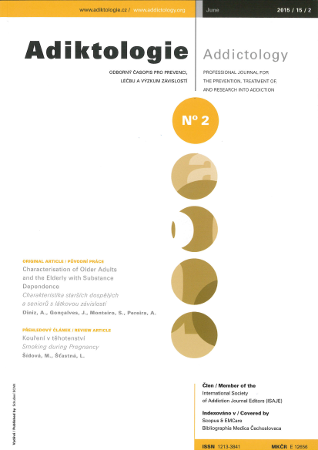 www.adiktologie.cz / www.addictology.org
June
2015 / 15 / 2
Adiktologie
Addictology
ODBORNÝ ČASOPIS PRO PREVENCI,
LÉČBU A VÝZKUM ZÁVISLOSTÍ
PROFESSIONAL JOURNAL FOR
THE PREVENTION, TREATMENT OF
AND RESEARCH INTO ADDICTION
Nº 2
ORIGINAL ARTICLE / PŮVODNÍ PRÁCE
Characterisation of Older Adults
and the Elderly with Substance
Dependence
Charakteristika starších dospělých
a seniorů s látkovou závislostí
Diniz, A., Gonçalves, J., Monteiro, S., Pereira, A.
PŘEHLEDOVÝ ČLÁNEK / REVIEW ARTICLE
Kouření v těhotenství
Smoking during Pregnancy
Šídová, M., Šťastná, L.
Člen / Member of the
International Society
of Addiction Journal Editors (ISAJE)
Indexováno v / Covered by
Scopus & EMCare
Bibliographia Medica Čechoslovaca
ISSN 1213-3841
MKČR E 12656